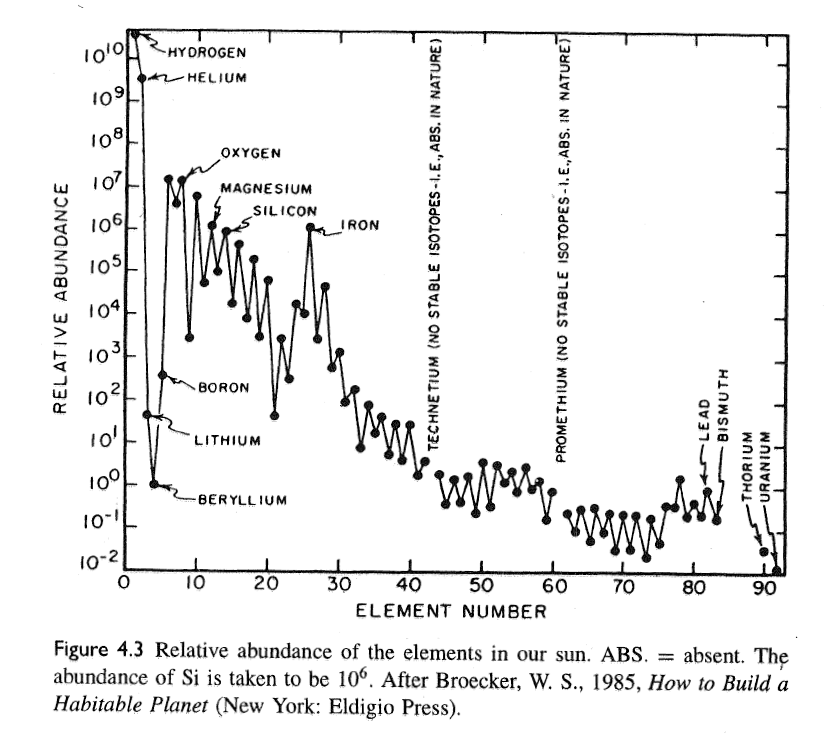 RELATIVE ABUNDANCE
10^10
10^9
10^8
10^7
10^6
10^5
10^4
10^3
10^2
10^1
10^0
10^-1
10^-2
HYDROGEN
HELIUM
OXYGEN
MAGNESIUM
SILICON
IRON
BORON
LITHIUM
BERYLLIUM
TECHNETIUM (NO STABLE ISOTOPES-I.E., ABS. IN NATURE)
PROMETHIUM (NO STABLE ISOTOPES-I.E., ABS. IN NATURE)
LEAD
BISMUTH
THORIUM
URANIUM
0 10 20 30 40 50 60 70 80 90
ELEMENT NUMBER
Figure 4.3 Relative abundance of the elements in our sun. ABS. = absent. The
abundance of Si is taken to be 10^6. After Broecker, W. S., 1985, How to Build a
Habitable Planet (New York: Eldigio Press).